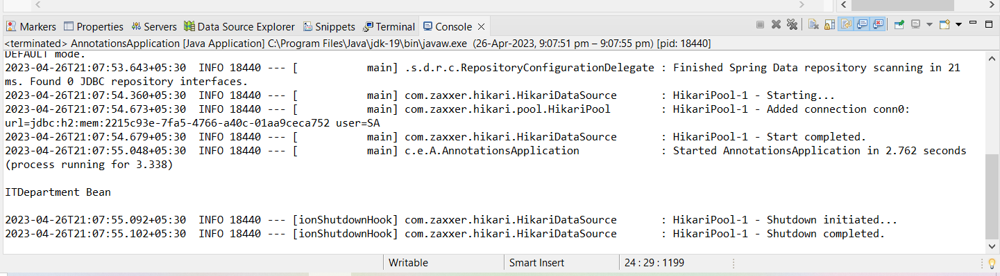 Markers Properties Servers Data Source Explorer Snippets Terminal Console
<terminated> AnnotationsApplication [Java Application] C:\Program Files\Java\jdk-19\bin\javaw.exe (26-Apr-2023, 9:07:51 pm – 9:07:55 pm) [pid: 18440]
DEFAULT mode.
2023-04-26T21:07:53.643+05:30  INFO 18440 --- [           main] .s.d.r.c.RepositoryConfigurationDelegate : Finished Spring Data repository scanning in 21
ms. Found 0 JDBC repository interfaces.
2023-04-26T21:07:54.360+05:30  INFO 18440 --- [           main] com.zaxxer.hikari.HikariDataSource       : HikariPool-1 - Starting...
2023-04-26T21:07:54.673+05:30  INFO 18440 --- [           main] com.zaxxer.hikari.pool.HikariPool        : HikariPool-1 - Added connection conn0:
url=jdbc:h2:mem:2215c93e-7fa5-4766-a40c-01aa9ceca752 user=SA
2023-04-26T21:07:54.679+05:30  INFO 18440 --- [           main] com.zaxxer.hikari.HikariDataSource       : HikariPool-1 - Start completed.
2023-04-26T21:07:55.048+05:30  INFO 18440 --- [           main] c.e.A.AnnotationsApplication             : Started AnnotationsApplication in 2.762 seconds
(process running for 3.338)
ITDepartment Bean
2023-04-26T21:07:55.092+05:30  INFO 18440 --- [ionShutdownHook] com.zaxxer.hikari.HikariDataSource       : HikariPool-1 - Shutdown initiated...
2023-04-26T21:07:55.102+05:30  INFO 18440 --- [ionShutdownHook] com.zaxxer.hikari.HikariDataSource       : HikariPool-1 - Shutdown completed.
Writable Smart Insert 24 : 29 : 1199